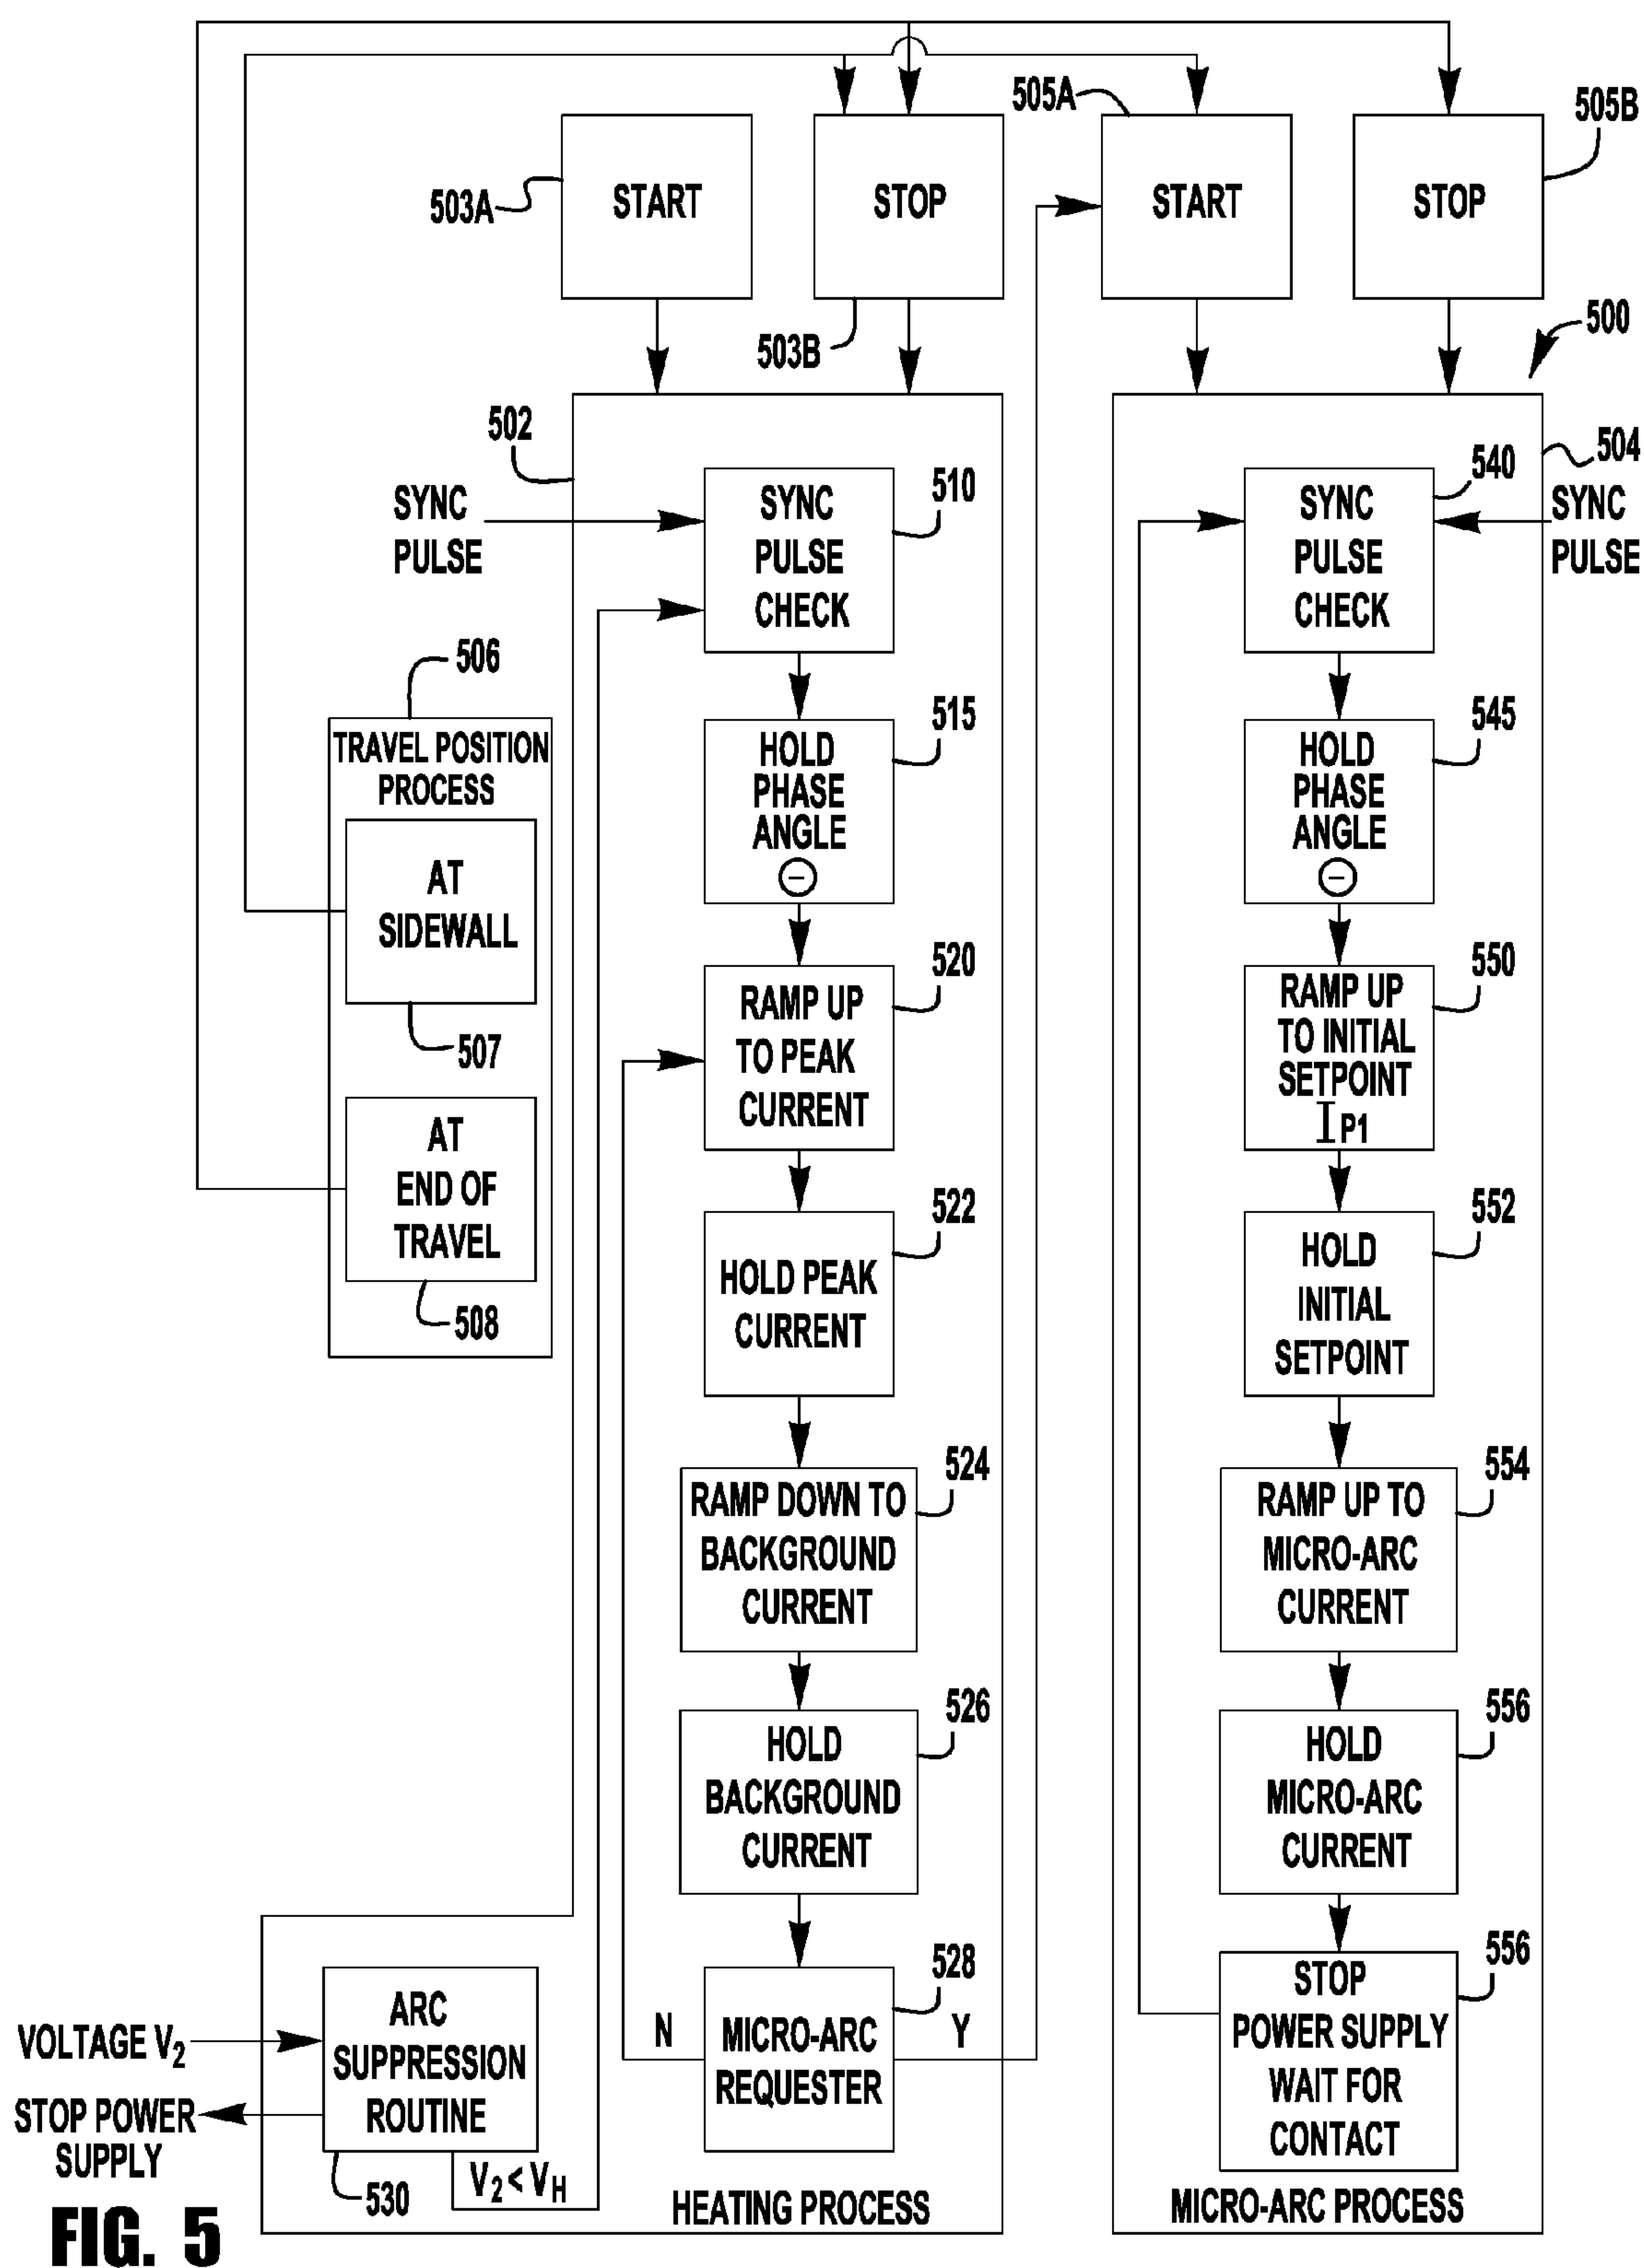 505A
505B
START
STOP
START
STOP
503A
503B
500
502
504
SYNC
PULSE
SYNC
PULSE
CHECK
510
SYNC
PULSE
CHECK
540
SYNC
PULSE
506
TRAVEL POSITION
PROCESS
AT
SIDEWALL
507
AT
END OF
TRAVEL
508
HOLD
PHASE
ANGLE
⊖
515
HOLD
PHASE
ANGLE
⊖
545
RAMP UP
TO PEAK
CURRENT
520
RAMP UP
TO INITIAL
SETPOINT
I P1
550
HOLD PEAK
CURRENT
522
HOLD
INITIAL
SETPOINT
552
RAMP DOWN TO
BACKGROUND
CURRENT
524
RAMP UP TO
MICRO-ARC
CURRENT
554
HOLD
BACKGROUND
CURRENT
526
HOLD
MICRO-ARC
CURRENT
556
N
MICRO-ARC
REQUESTER
Y
528
STOP
POWER SUPPLY
WAIT FOR
CONTACT
556
VOLTAGE V2
STOP POWER
SUPPLY
ARC
SUPPRESSION
ROUTINE
530
V2 < VH
HEATING PROCESS
MICRO-ARC PROCESS
FIG. 5